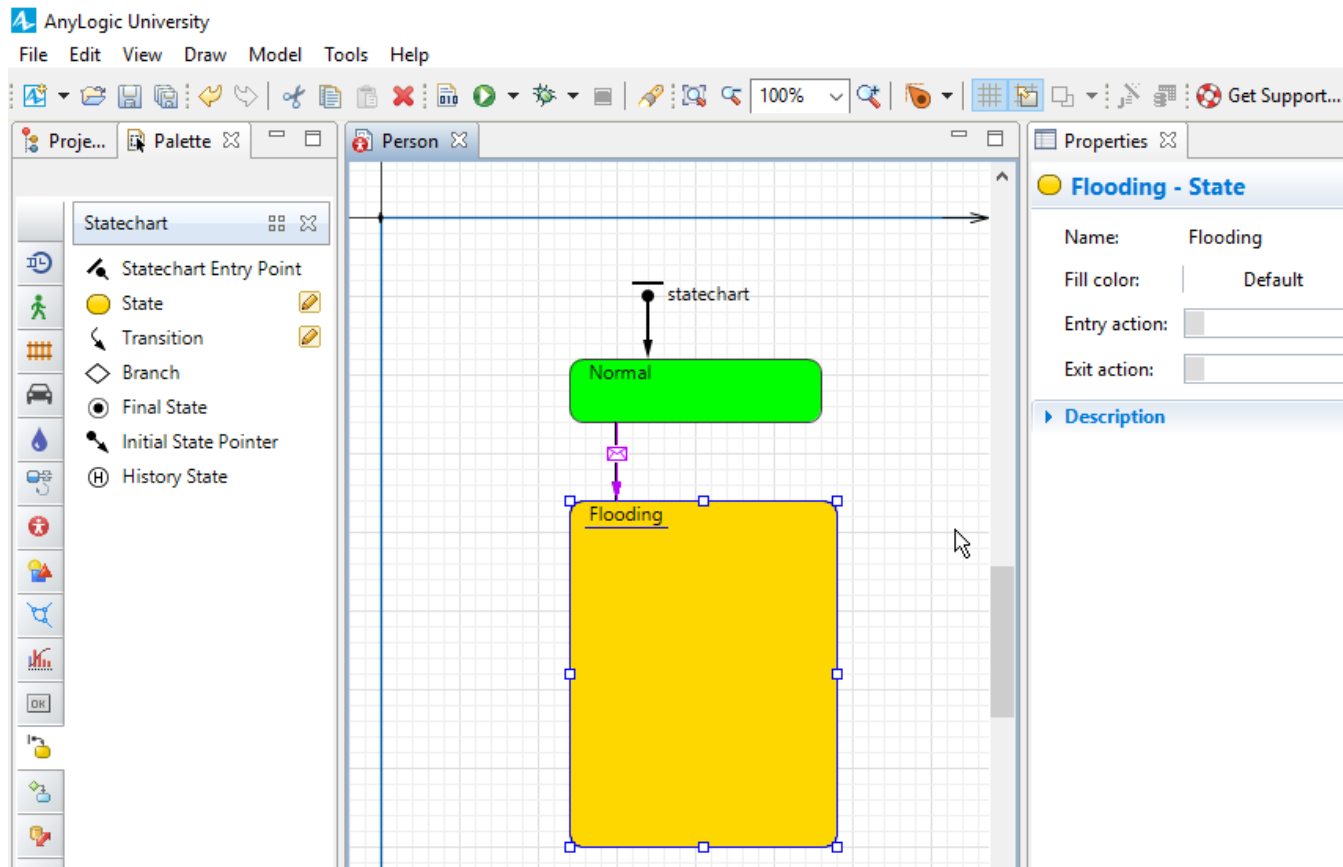 AnyLogic University
File Edit View Draw Model Tools Help
010 100% Get Support...
Proje... Palette Person Properties
Flooding - State
Statechart
Name: Flooding
Statechart Entry Point
State
Fill color: Default
statechart
Transition
Entry action:
Branch
Normal
Exit action:
Final State
Description
Initial State Pointer
H History State
Flooding
OK